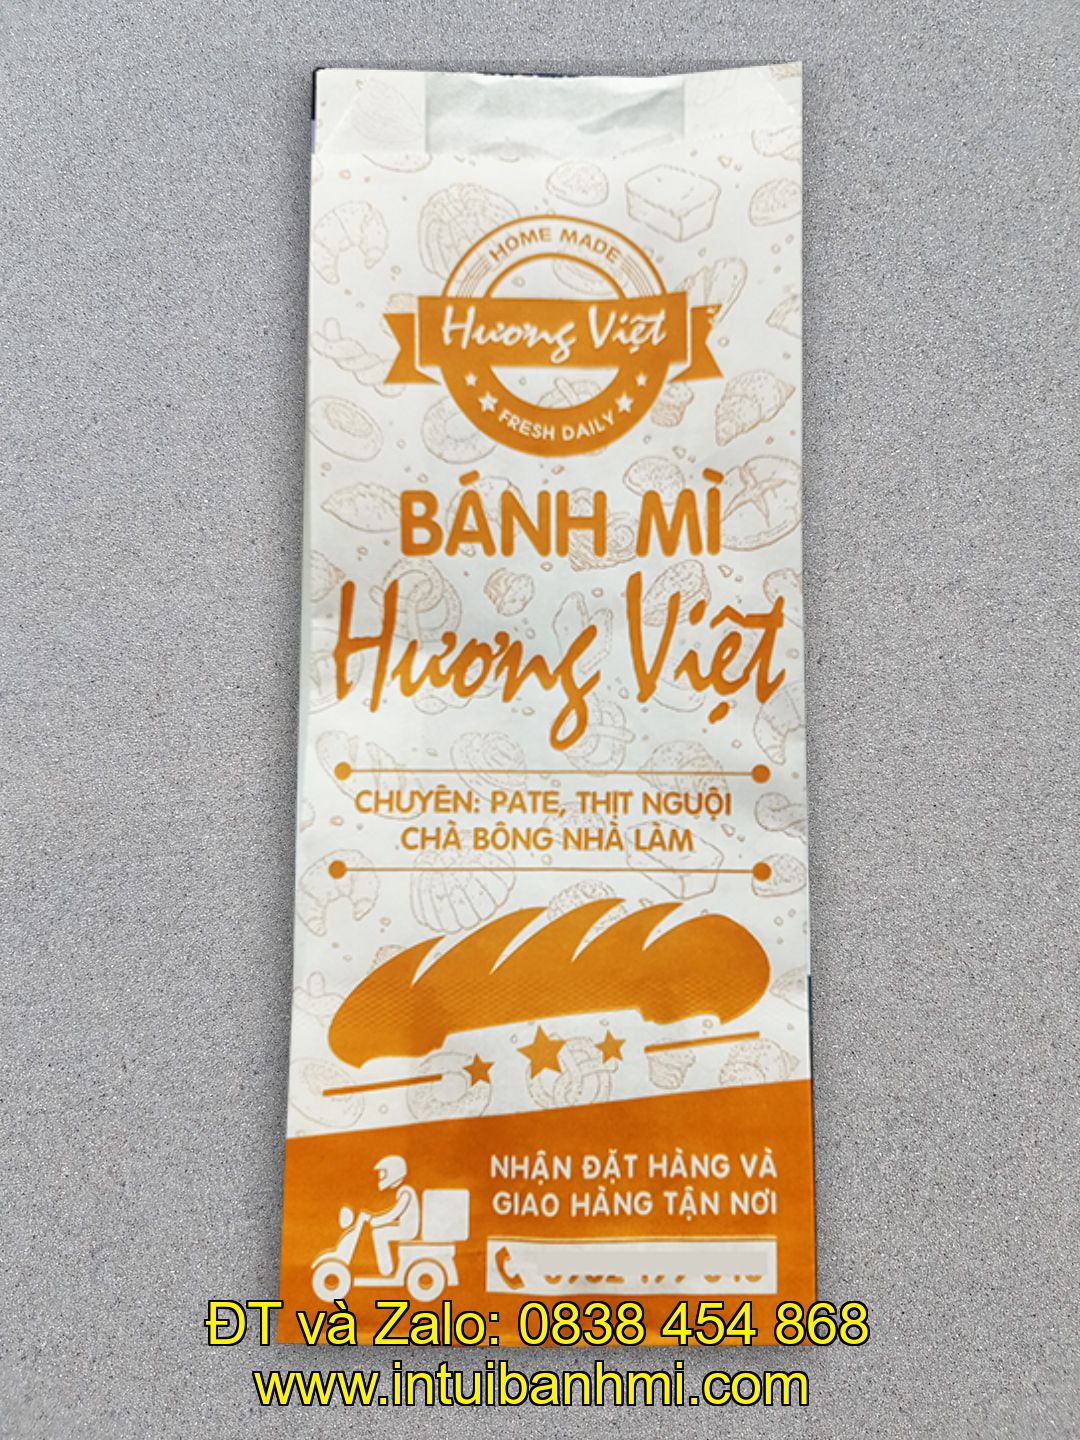 HOME MADE
Hương Việt
FRESH DAILY
BÁNH MÌ
Hương Việt
CHUYÊN: PATE, THỊT NGUỘI
CHÀ BÔNG NHÀ LÀM
NHẬN ĐẶT HÀNG VÀ
GIAO HÀNG TẬN NƠI
ĐT và Zalo: 0838 454 868
www.intuibanhmi.com